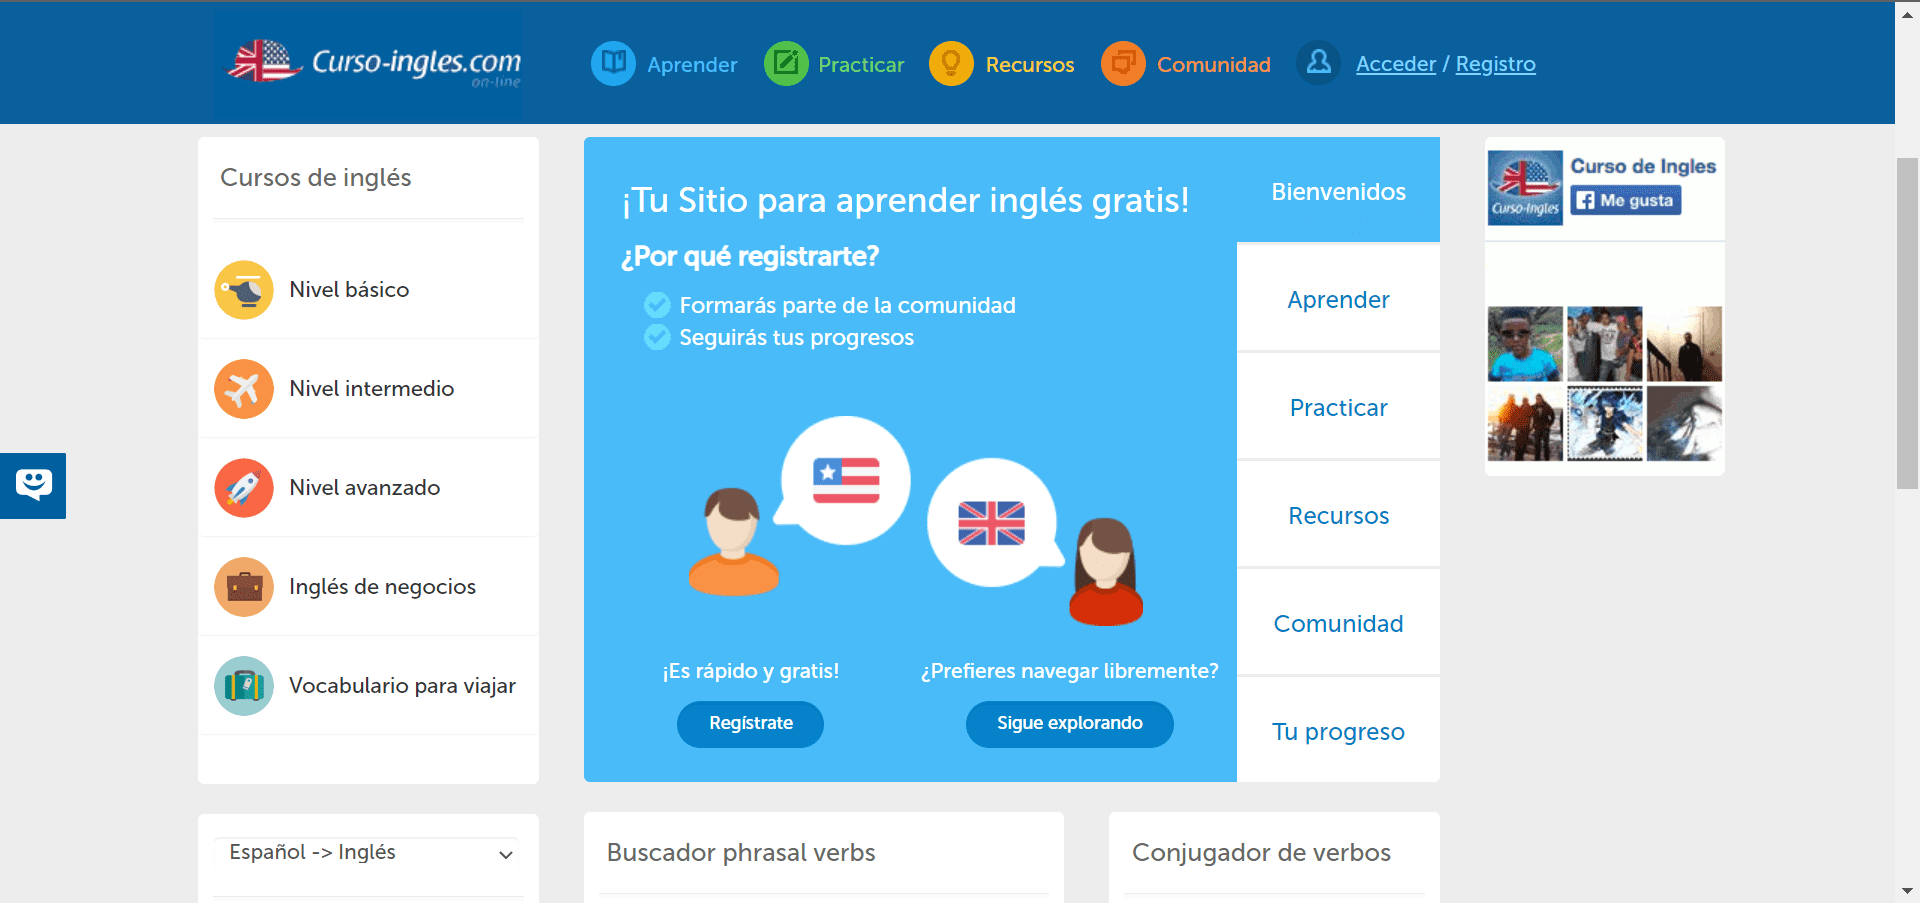 Curso-ingles.com
on-line
Aprender
Practicar
Recursos
Comunidad
Acceder / Registro
Cursos de inglés
Nivel básico
Nivel intermedio
Nivel avanzado
Inglés de negocios
Vocabulario para viajar
Español -> Inglés
¡Tu Sitio para aprender inglés gratis!
¿Por qué registrarte?
Formarás parte de la comunidad
Seguirás tus progresos
¡Es rápido y gratis!
Regístrate
¿Prefieres navegar libremente?
Sigue explorando
Bienvenidos
Aprender
Practicar
Recursos
Comunidad
Tu progreso
Buscador phrasal verbs
Conjugador de verbos
Curso-ingles
Curso de Ingles
Me gusta